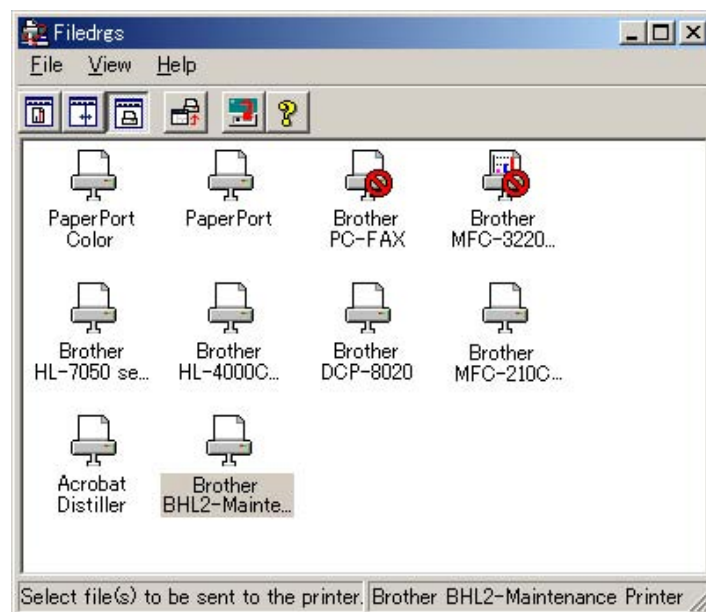 Filedrgs
File View Help
PaperPort
Color
PaperPort
Brother
PC-FAX
Brother
MFC-3220...
Brother
HL-7050 se...
Brother
HL-4000C...
Brother
DCP-8020
Brother
MFC-210C...
Acrobat
Distiller
Brother
BHL2-Mainte...
Select file(s) to be sent to the printer. Brother BHL2-Maintenance Printer